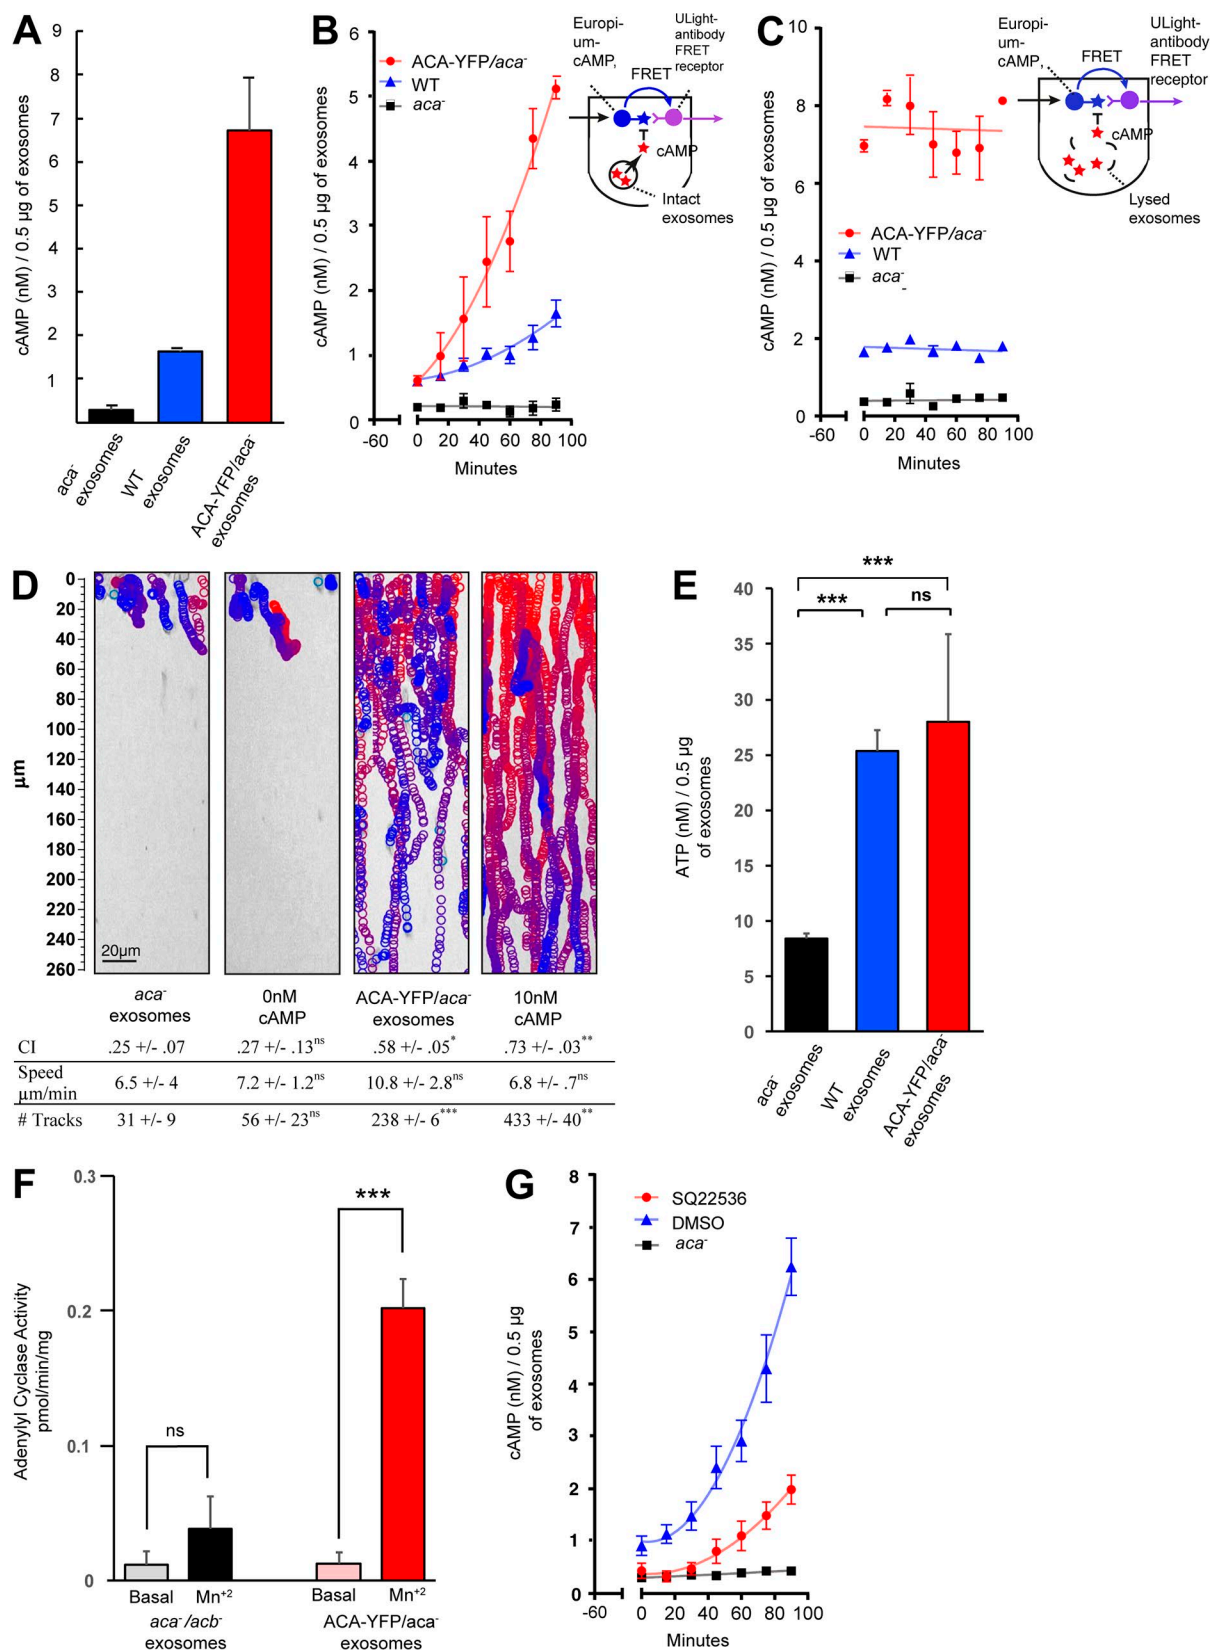 A
9
8
7
6
5
4
3
2
1
cAMP (nM) / 0.5 µg of exosomes
aca-
exosomes
WT
exosomes
ACA-YFP/aca-
exosomes
B
6
5
4
3
2
1
0
cAMP (nM) / 0.5 µg of exosomes
ACA-YFP/aca-
WT
aca-
-60
0
20
40
60
80
100
Minutes
Europi-
um-
cAMP,
ULight-
antibody
FRET
receptor
FRET
cAMP
Intact
exosomes
C
10
8
6
4
2
0
cAMP (nM) / 0.5 µg of exosomes
ACA-YFP/aca-
WT
aca-
-60
0
20
40
60
80
100
Minutes
Europi-
um-
cAMP,
ULight-
antibody
FRET
receptor
FRET
cAMP
Lysed
exosomes
D
µm
0
20
40
60
80
100
120
140
160
180
200
220
240
260
20µm
aca-
exosomes
0nM
cAMP
ACA-YFP/aca-
exosomes
10nM
cAMP
CI .25 +/- .07 .27 +/- .13ns .58 +/- .05* .73 +/- .03**
Speed
µm/min 6.5 +/- 4 7.2 +/- 1.2ns 10.8 +/- 2.8ns 6.8 +/- .7ns
# Tracks 31 +/- 9 56 +/- 23ns 238 +/- 6*** 433 +/- 40**
E
40
35
30
25
20
15
10
5
0
ATP (nM) / 0.5 µg
of exosomes
***
***
ns
aca-
exosomes
WT
exosomes
ACA-YFP/aca-
exosomes
F
0.3
0.2
0.1
0
Adenylyl Cyclase Activity
pmol/min/mg
ns
***
Basal
Mn+2
Basal
Mn+2
aca-/acb-
exosomes
ACA-YFP/aca-
exosomes
G
8
7
6
5
4
3
2
1
0
cAMP (nM) / 0.5 µg
of exosomes
SQ22536
DMSO
aca-
-60
0
20
40
60
80
100
Minutes